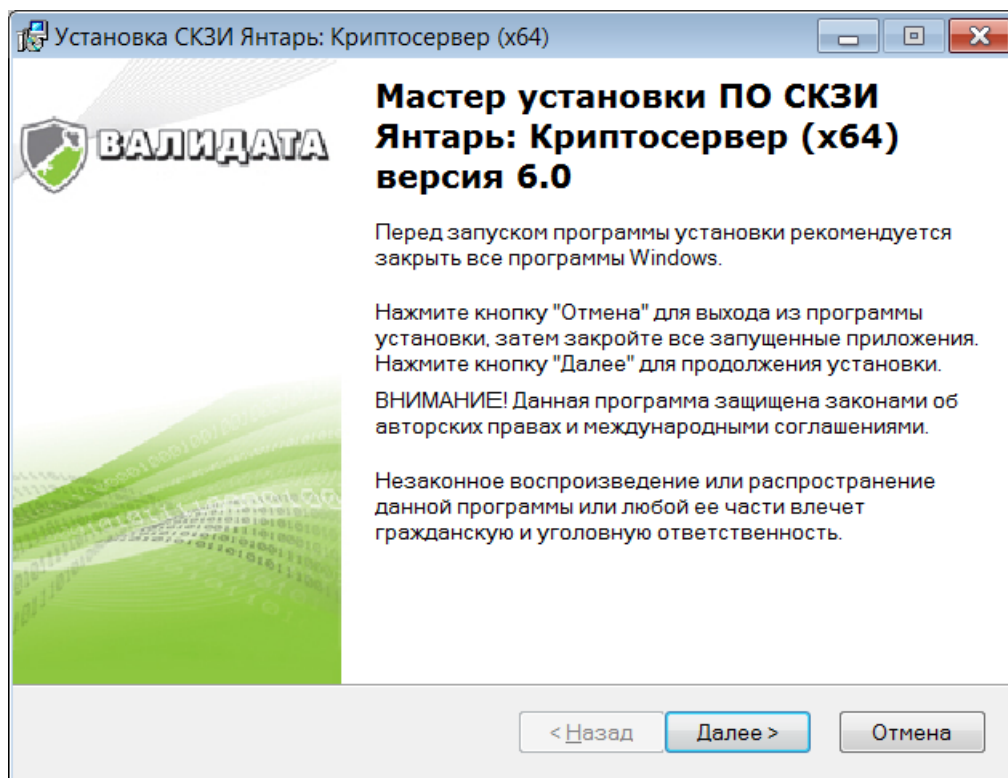 Установка СКЗИ Янтарь: Криптосервер (x64)
ВАЛИДАТА
Мастер установки ПО СКЗИ
Янтарь: Криптосервер (x64)
версия 6.0
Перед запуском программы установки рекомендуется
закрыть все программы Windows.
Нажмите кнопку "Отмена" для выхода из программы
установки, затем закройте все запущенные приложения.
Нажмите кнопку "Далее" для продолжения установки.
ВНИМАНИЕ! Данная программа защищена законами об
авторских правах и международными соглашениями.
Незаконное воспроизведение или распространение
данной программы или любой ее части влечет
гражданскую и уголовную ответственность.
< Назад
Далее >
Отмена